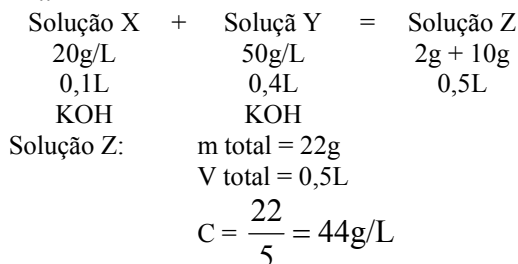 Solução X + Soluçã Y = Solução Z
20g/L 50g/L 2g + 10g
0,1L 0,4L 0,5L
KOH KOH
Solução Z: m total = 22g
V total = 0,5L
C = 22/5 = 44g/L